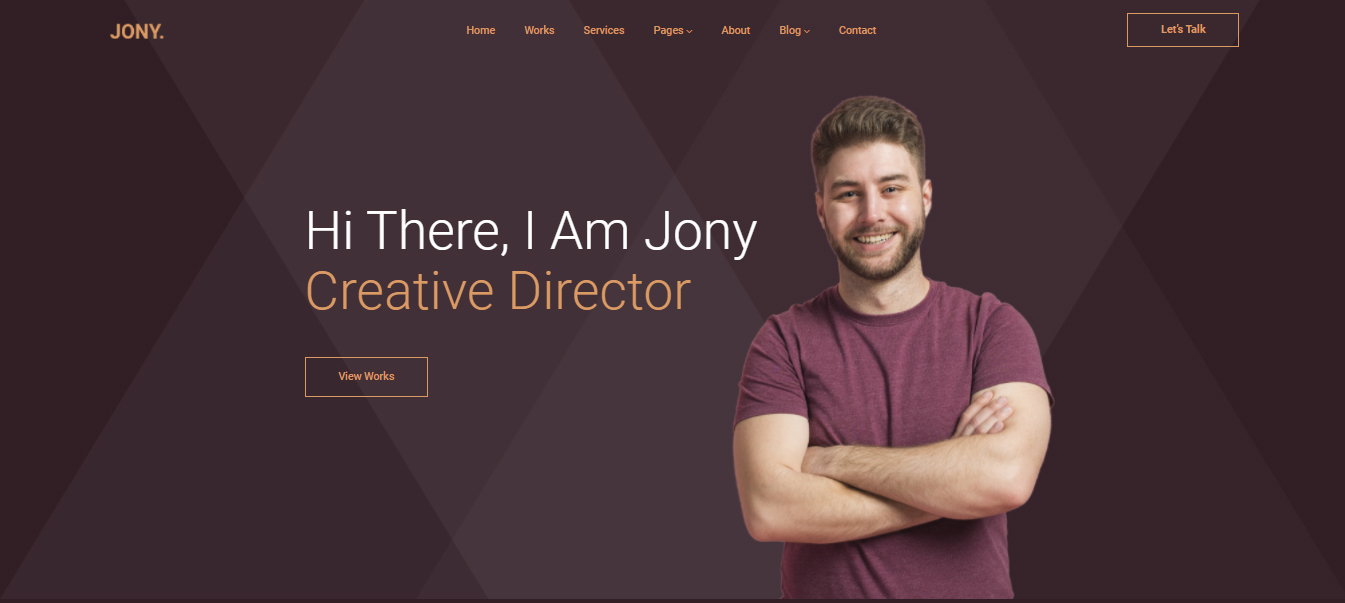 JONY.
Home
Works
Services
Pages
About
Blog
Contact
Let's Talk
Hi There, I Am Jony
Creative Director
View Works